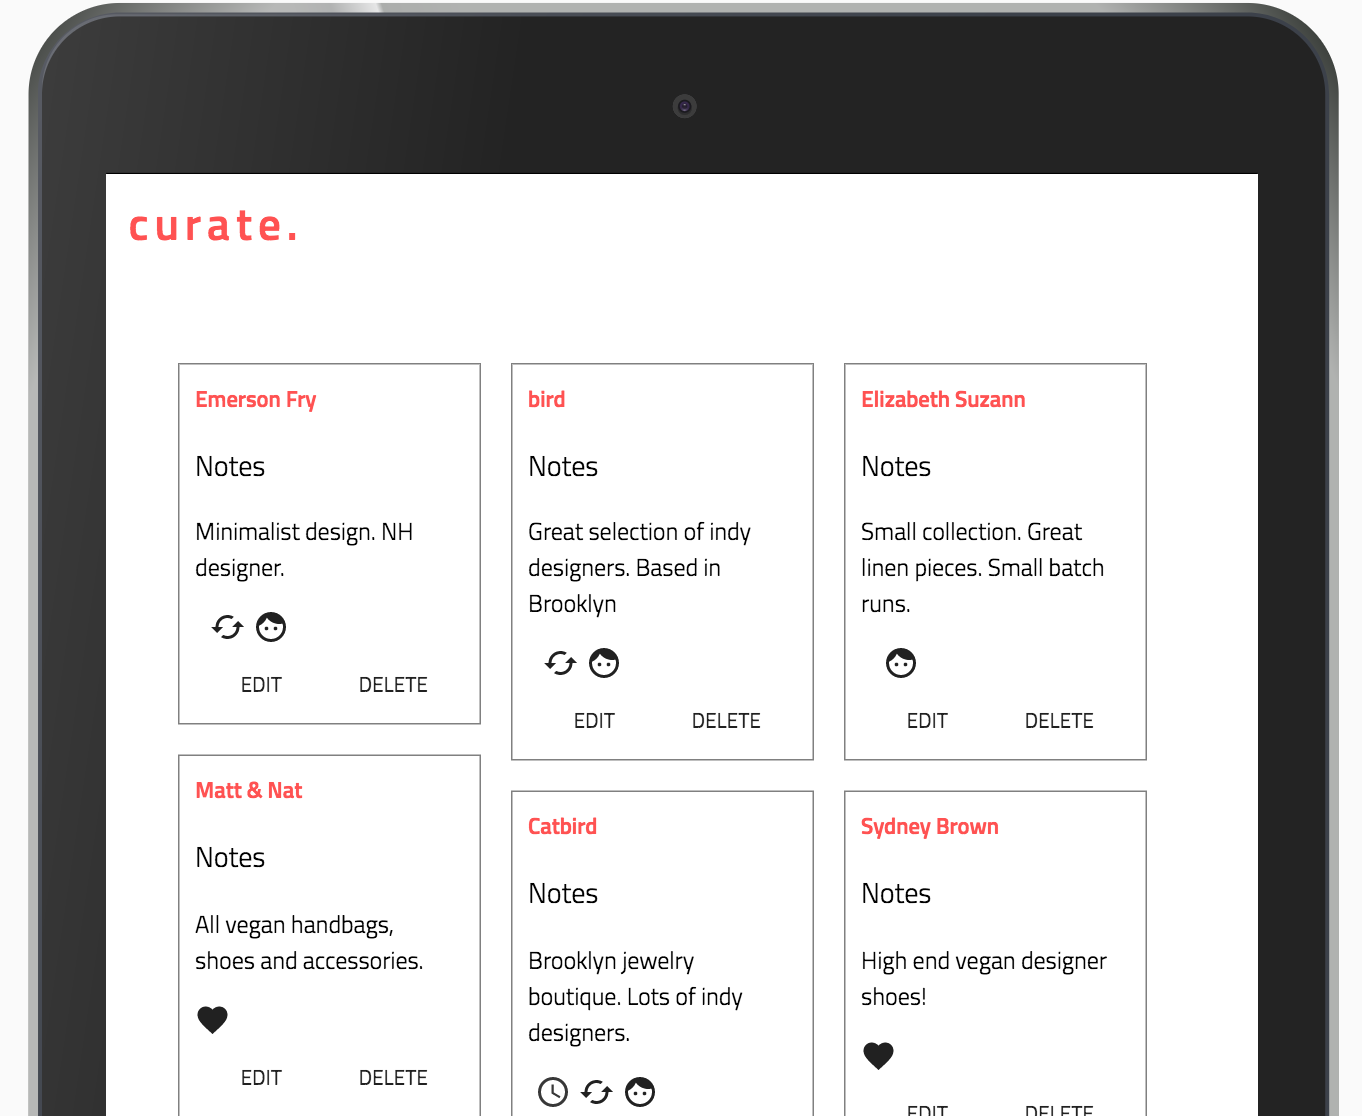 curate.
Emerson Fry
Notes
Minimalist design. NH
designer.
EDIT DELETE
bird
Notes
Great selection of indy
designers. Based in
Brooklyn
EDIT DELETE
Elizabeth Suzann
Notes
Small collection. Great
linen pieces. Small batch
runs.
EDIT DELETE
Matt & Nat
Notes
All vegan handbags,
shoes and accessories.
EDIT DELETE
Catbird
Notes
Brooklyn jewelry
boutique. Lots of indy
designers.
Sydney Brown
Notes
High end vegan designer
shoes!
EDIT DELETE